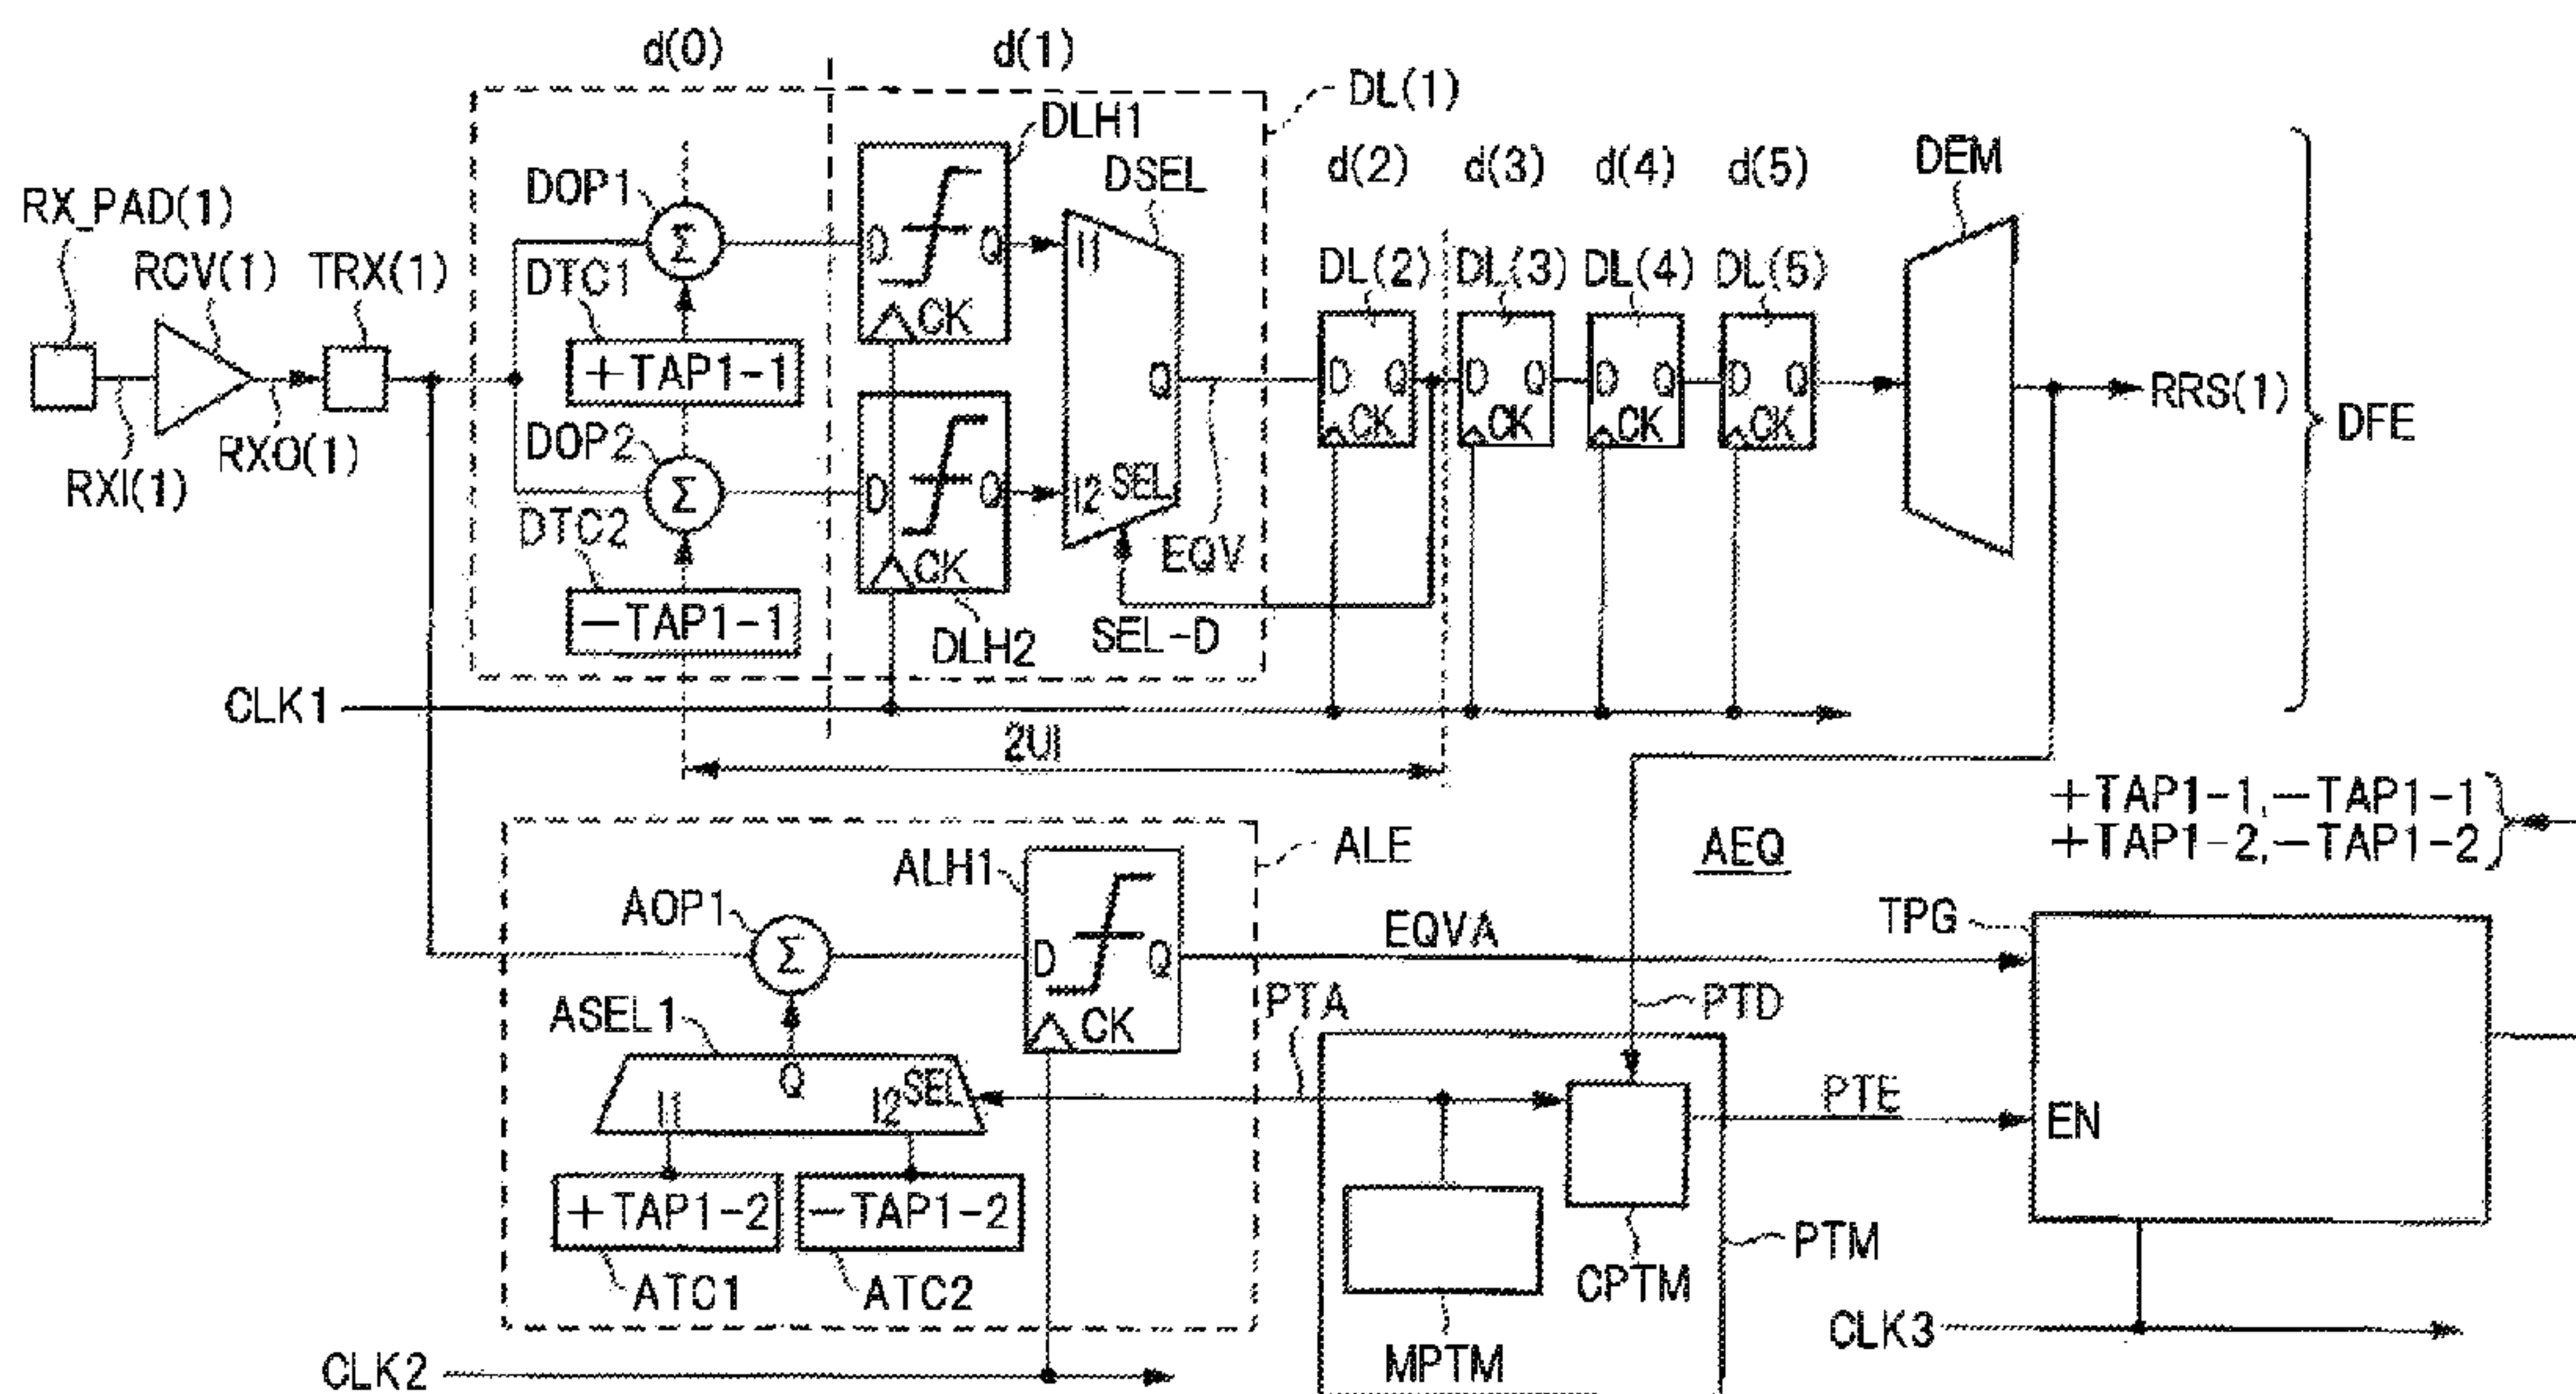 d(0)
d(1)
DL(1)
DLH1
DSEL
d(2)
d(3)
d(4)
d(5)
DEM
RX_PAD(1)
RCV(1)
TRX(1)
DOP1
Σ
D
Q
CK
I1
DL(2)
DL(3)
DL(4)
DL(5)
DTC1
+TAP1-1
Q
D Q
CK
D Q
CK
D Q
CK
D Q
CK
RRS(1)
DFE
RXI(1)
RXO(1)
DOP2
Σ
D
Q
CK
I2
SEL
EQV
DTC2
-TAP1-1
DLH2
SEL-D
CLK1
2UI
+TAP1-1,-TAP1-1
+TAP1-2,-TAP1-2
ALE
AEQ
ALH1
AOP1
Σ
D
Q
CK
EQVA
TPG
ASEL1
Q
I1
I2
SEL
PTA
PTD
PTE
EN
+TAP1-2
-TAP1-2
ATC1
ATC2
CPTM
PTM
MPTM
CLK3
CLK2